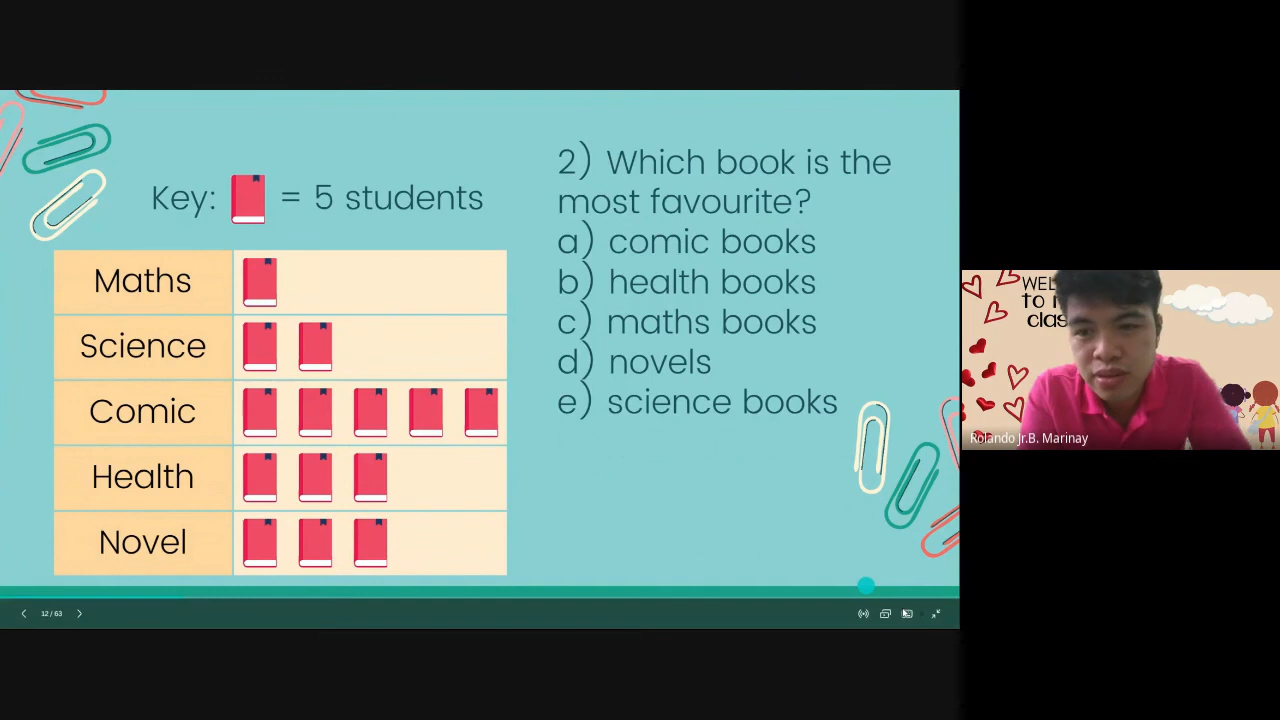 Key: = 5 students
Maths
Science
Comic
Health
Novel
2) Which book is the
most favourite?
a) comic books
b) health books
c) maths books
d) novels
e) science books
12 / 63
to
Rolando Jr.B. Marinay